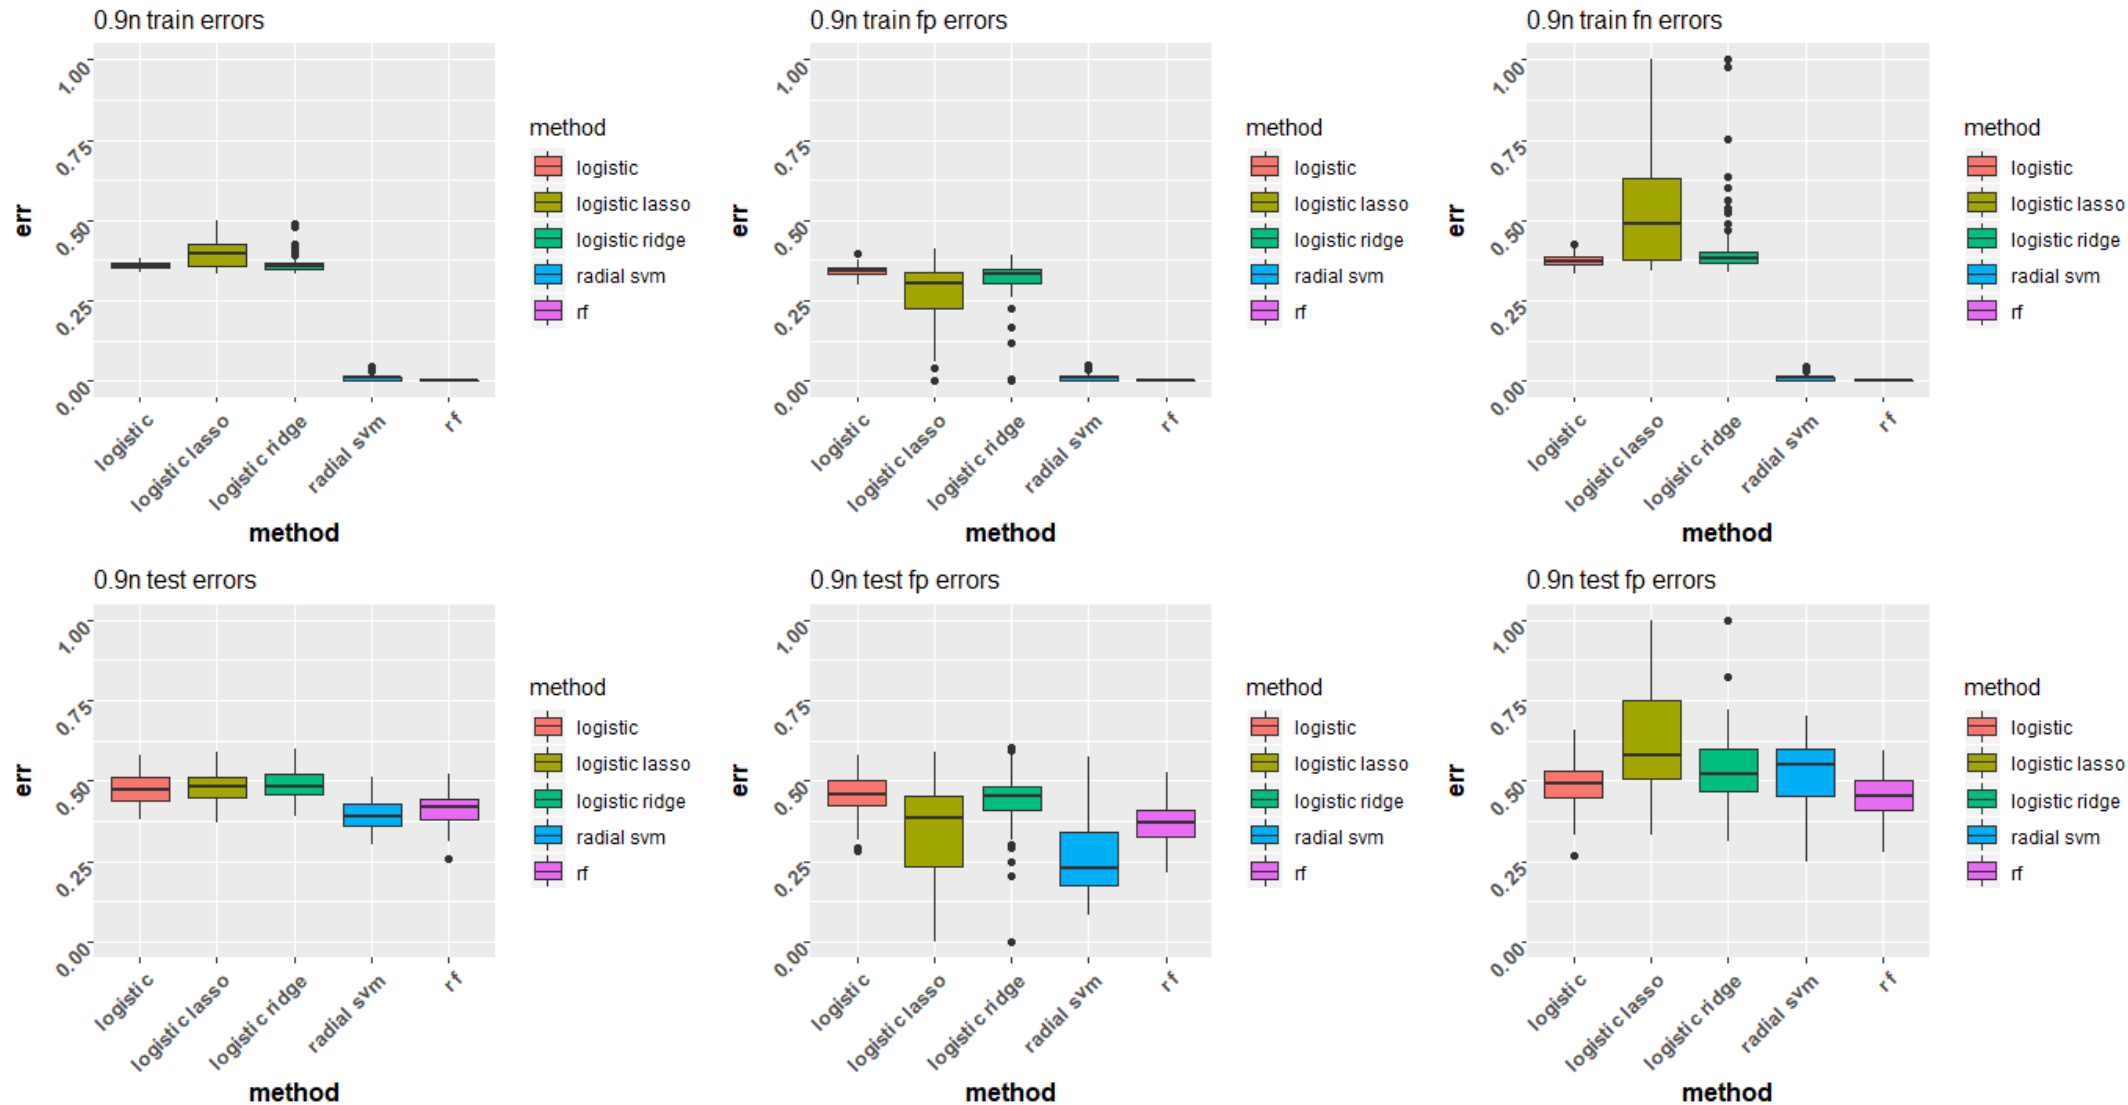 0.9n train errors
err
1.00
0.75
0.50
0.25
0.00
logistic
logistic lasso
logistic ridge
radial svm
rf
method
method
logistic
logistic lasso
logistic ridge
radial svm
rf
0.9n train fp errors
err
1.00
0.75
0.50
0.25
0.00
logistic
logistic lasso
logistic ridge
radial svm
rf
method
method
logistic
logistic lasso
logistic ridge
radial svm
rf
0.9n train fn errors
err
1.00
0.75
0.50
0.25
0.00
logistic
logistic lasso
logistic ridge
radial svm
rf
method
method
logistic
logistic lasso
logistic ridge
radial svm
rf
0.9n test errors
err
1.00
0.75
0.50
0.25
0.00
logistic
logistic lasso
logistic ridge
radial svm
rf
method
method
logistic
logistic lasso
logistic ridge
radial svm
rf
0.9n test fp errors
err
1.00
0.75
0.50
0.25
0.00
logistic
logistic lasso
logistic ridge
radial svm
rf
method
method
logistic
logistic lasso
logistic ridge
radial svm
rf
0.9n test fp errors
err
1.00
0.75
0.50
0.25
0.00
logistic
logistic lasso
logistic ridge
radial svm
rf
method
method
logistic
logistic lasso
logistic ridge
radial svm
rf